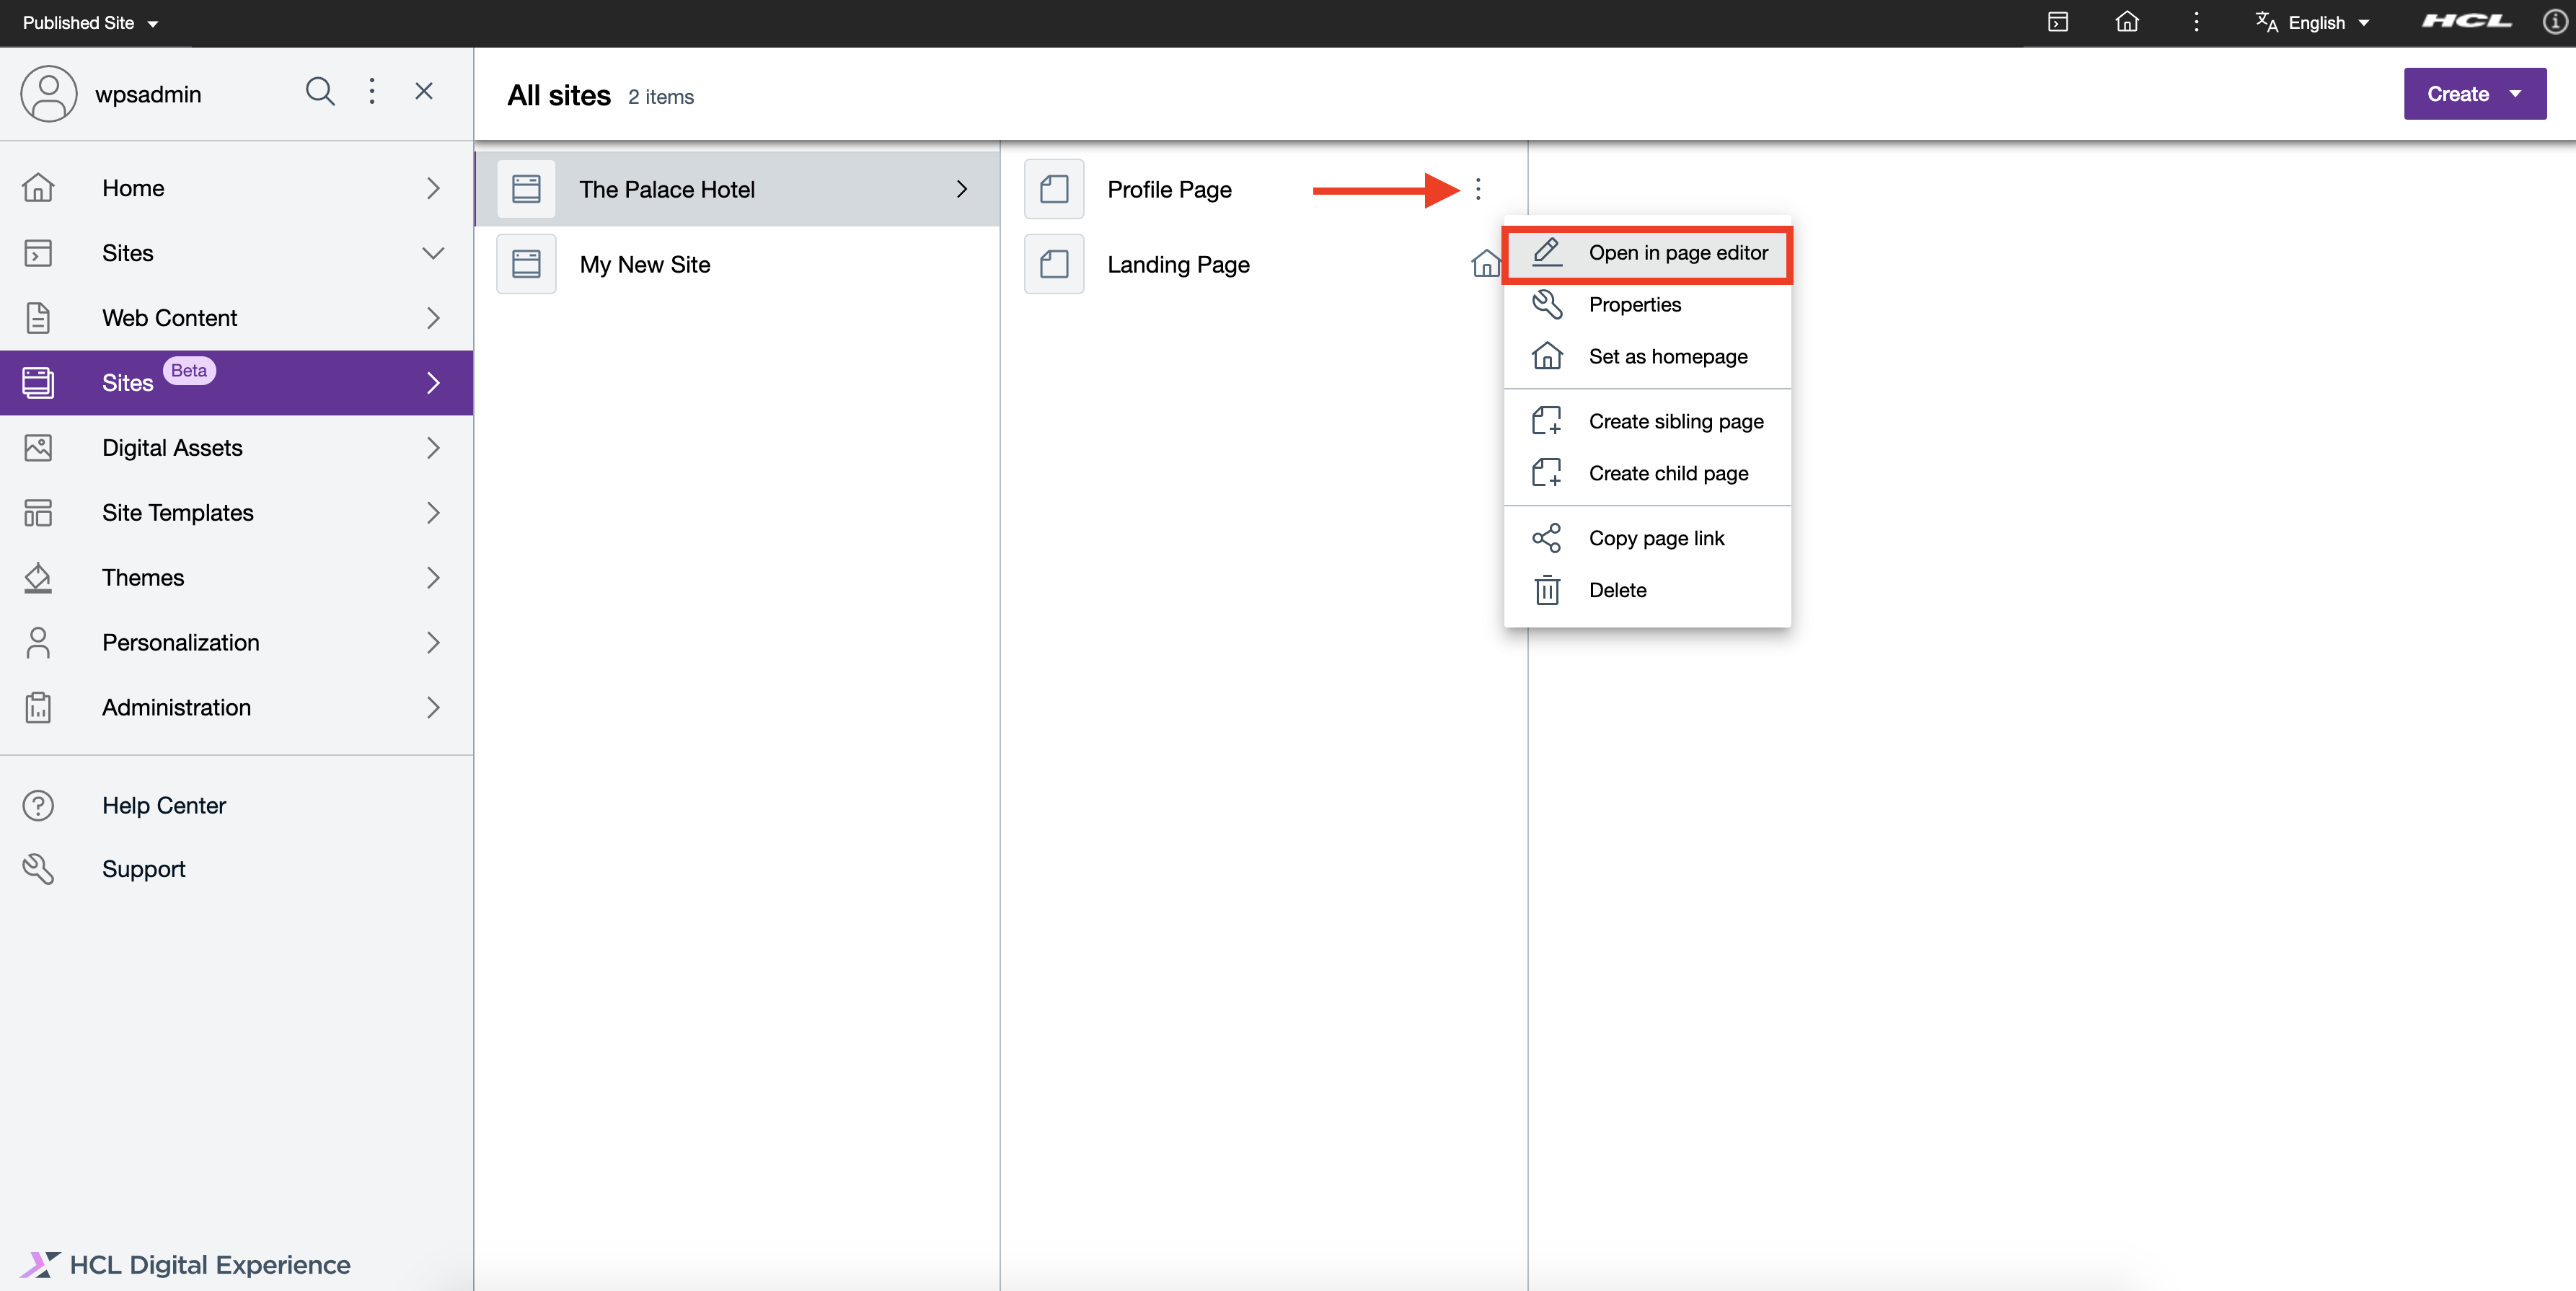 Published Site
English
HCL
wpsadmin
All sites 2 items
Create
Home
Sites
Web Content
Sites Beta
Digital Assets
Site Templates
Themes
Personalization
Administration
Help Center
Support
HCL Digital Experience
The Palace Hotel
My New Site
Profile Page
Landing Page
Open in page editor
Properties
Set as homepage
Create sibling page
Create child page
Copy page link
Delete